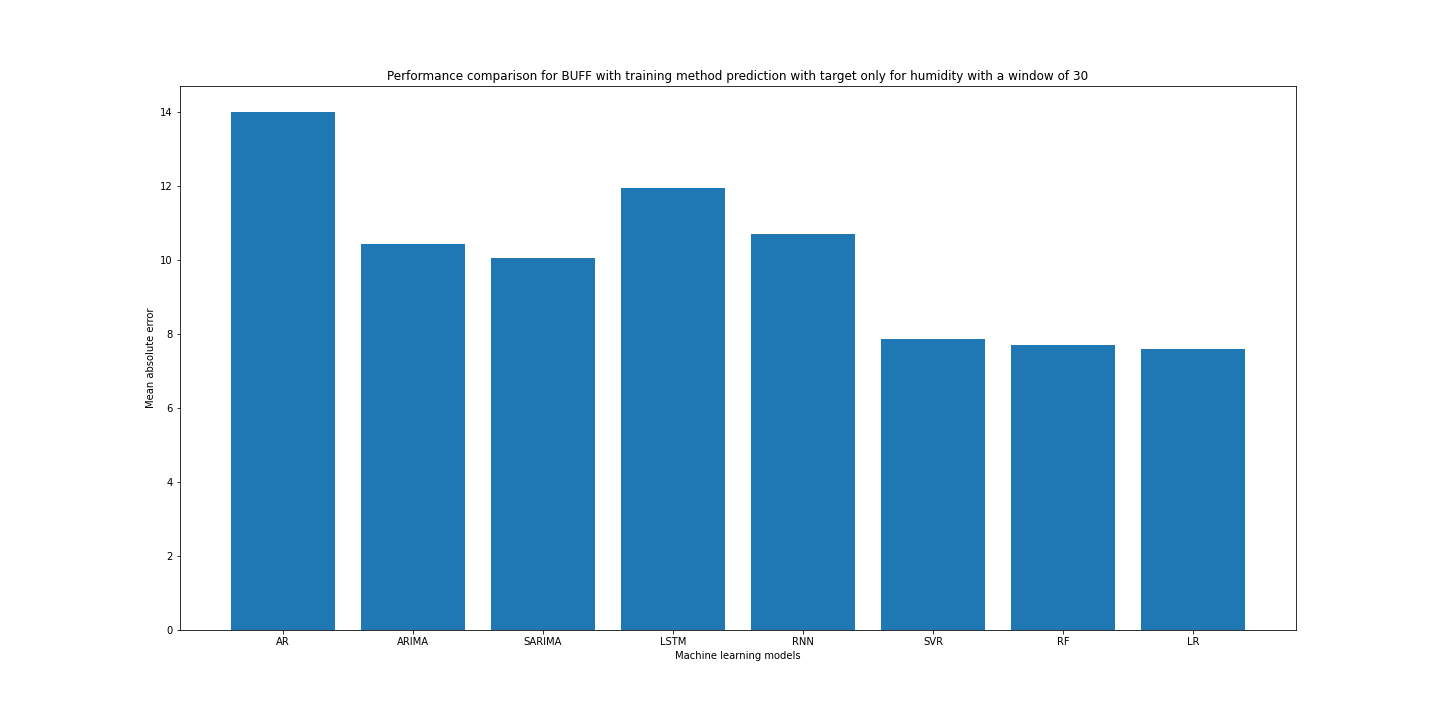 Performance comparison for BUFF with training method prediction with target only for humidity with a window of 30
14
12
10
8
6
4
2
0
Mean absolute error
AR ARIMA SARIMA LSTM RNN SVR RF LR
Machine learning models